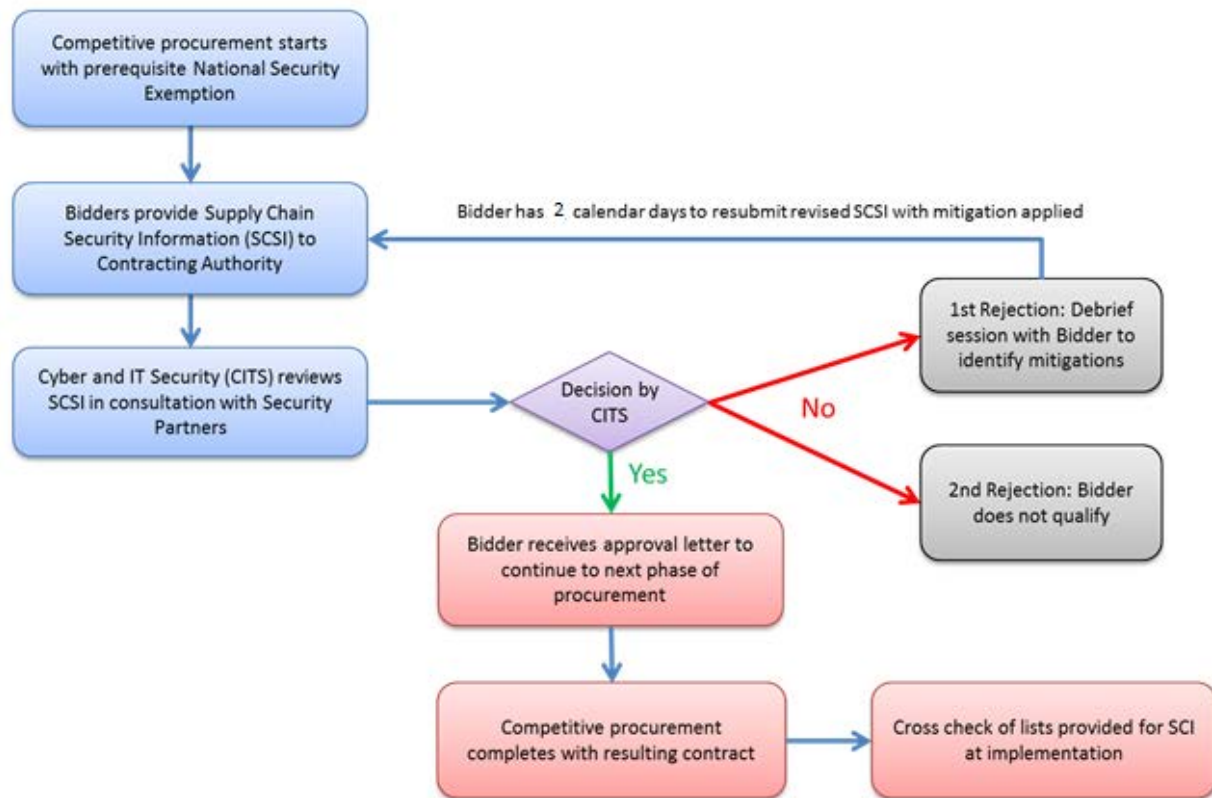 Competitive procurement starts
with prerequisite National Security
Exemption
Bidders provide Supply Chain
Security Information (SCSI) to
Contracting Authority
Bidder has 2 calendar days to resubmit revised SCSI with mitigation applied
Cyber and IT Security (CITS) reviews
SCSI in consultation with Security
Partners
Decision by
CITS
1st Rejection: Debrief
session with Bidder to
identify mitigations
No
2nd Rejection: Bidder
does not qualify
Yes
Bidder receives approval letter to
continue to next phase of
procurement
Competitive procurement
completes with resulting contract
Cross check of lists provided for SCI
at implementation